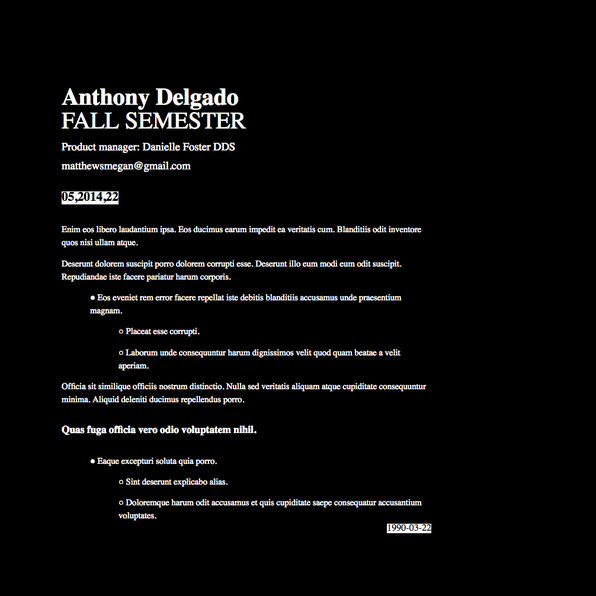 Anthony Delgado
FALL SEMESTER
Product manager: Danielle Foster DDS
matthewsmegan@gmail.com
05,2014,22
Enim eos libero laudantium ipsa. Eos ducimus earum impedit ea veritatis cum. Blanditiis odit inventore
quos nisi ullam atque.
Deserunt dolorem suscipit porro dolorem corrupti esse. Deserunt illo eum modi eum odit suscipit.
Repudiandae iste facere pariatur harum corporis.
● Eos eveniet rem error facere repellat iste debitis blanditiis accusamus unde praesentium
magnam.
○ Placeat esse corrupti.
○ Laborum unde consequuntur harum dignissimos velit quod quam beatae a velit
aperiam.
Officia sit similique officiis nostrum distinctio. Nulla sed veritatis aliquam atque cupiditate consequuntur
minima. Aliquid deleniti ducimus repellendus porro.
Quas fuga officia vero odio voluptatem nihil.
● Eaque excepturi soluta quia porro.
○ Sint deserunt explicabo alias.
○ Doloremque harum odit accusamus et quis cupiditate saepe consequatur accusantium
voluptates.
1990-03-22